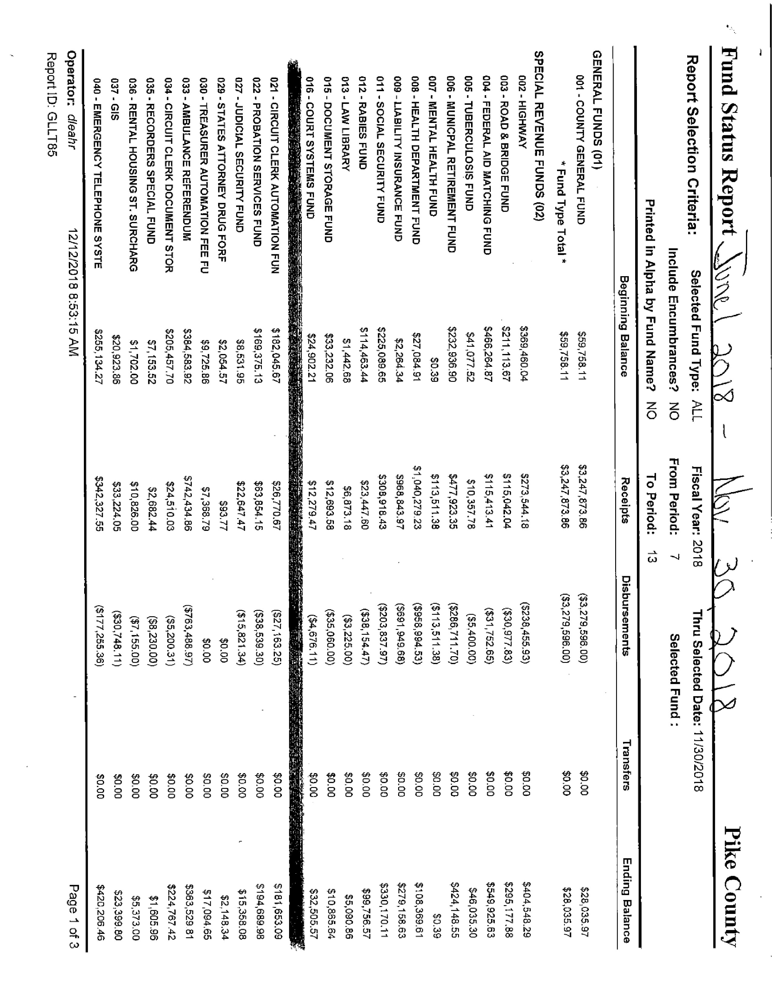 Fund Status Report June 1 2018 - Nov 30, 2018 Pike County
Report Selection Criteria: Selected Fund Type: ALL Fiscal Year: 2018 Thru Selected Date: 11/30/2018
Include Encumbrances? NO From Period: 7 Selected Fund :
Printed in Alpha by Fund Name? NO To Period: 13
Beginning Balance Receipts Disbursements Transfers Ending Balance
GENERAL FUNDS (01)
001 - COUNTY GENERAL FUND $59,758.11 $3,247,873.86 ($3,279,596.00) $0.00 $28,035.97
* Fund Type Total * $59,758.11 $3,247,873.86 ($3,279,596.00) $0.00 $28,035.97
SPECIAL REVENUE FUNDS (02)
002 - HIGHWAY $369,460.04 $273,544.18 ($238,455.93) $0.00 $404,548.29
003 - ROAD & BRIDGE FUND $211,113.67 $115,042.04 ($30,977.83) $0.00 $295,177.88
004 - FEDERAL AID MATCHING FUND $466,264.87 $115,413.41 ($31,752.65) $0.00 $549,925.63
005 - TUBERCULOSIS FUND $41,077.52 $10,357.78 ($5,400.00) $0.00 $46,035.30
006 - MUNICPAL RETIREMENT FUND $232,936.90 $477,923.35 ($286,711.70) $0.00 $424,148.55
007 - MENTAL HEALTH FUND $0.39 $113,511.38 ($113,511.38) $0.00 $0.39
008 - HEALTH DEPARTMENT FUND $27,084.91 $1,040,279.23 ($958,994.53) $0.00 $108,369.61
009 - LIABILITY INSURANCE FUND $2,264.34 $968,843.97 ($691,949.68) $0.00 $279,158.63
011 - SOCIAL SECURITY FUND $225,089.65 $308,918.43 ($203,837.97) $0.00 $330,170.11
012 - RABIES FUND $114,463.44 $23,447.60 ($38,154.47) $0.00 $99,756.57
013 - LAW LIBRARY $1,442.68 $6,873.18 ($3,225.00) $0.00 $5,090.86
015 - DOCUMENT STORAGE FUND $33,232.06 $12,693.58 ($35,060.00) $0.00 $10,865.64
016 - COURT SYSTEMS FUND $24,902.21 $12,279.47 ($4,676.11) $0.00 $32,505.57
021 - CIRCUIT CLERK AUTOMATION FUN $182,045.67 $26,770.67 ($27,163.25) $0.00 $181,653.09
022 - PROBATION SERVICES FUND $169,375.13 $63,854.15 ($38,539.30) $0.00 $194,689.98
027 - JUDICIAL SECURITY FUND $8,531.95 $22,647.47 ($15,821.34) $0.00 $15,358.08
029 - STATES ATTORNEY DRUG FORF $2,054.57 $93.77 $0.00 $0.00 $2,148.34
030 - TREASURER AUTOMATION FEE FU $9,725.86 $7,368.79 $0.00 $0.00 $17,094.65
033 - AMBULANCE REFERENDUM $384,583.92 $742,434.86 ($763,488.97) $0.00 $363,529.81
034 - CIRCUIT CLERK DOCUMENT STOR $205,457.70 $24,510.03 ($5,200.31) $0.00 $224,767.42
035 - RECORDERS SPECIAL FUND $7,153.52 $2,682.44 ($8,230.00) $0.00 $1,605.96
036 - RENTAL HOUSING ST. SURCHARG $1,702.00 $10,826.00 ($7,155.00) $0.00 $5,373.00
037 - GIS $20,923.86 $33,224.05 ($30,748.11) $0.00 $23,399.80
040 - EMERGENCY TELEPHONE SYSTE $255,134.27 $342,327.55 ($177,255.36) $0.00 $420,206.46
Operator: dleahr 12/12/2018 8:53:15 AM Page 1 of 3
Report ID: GLLT85